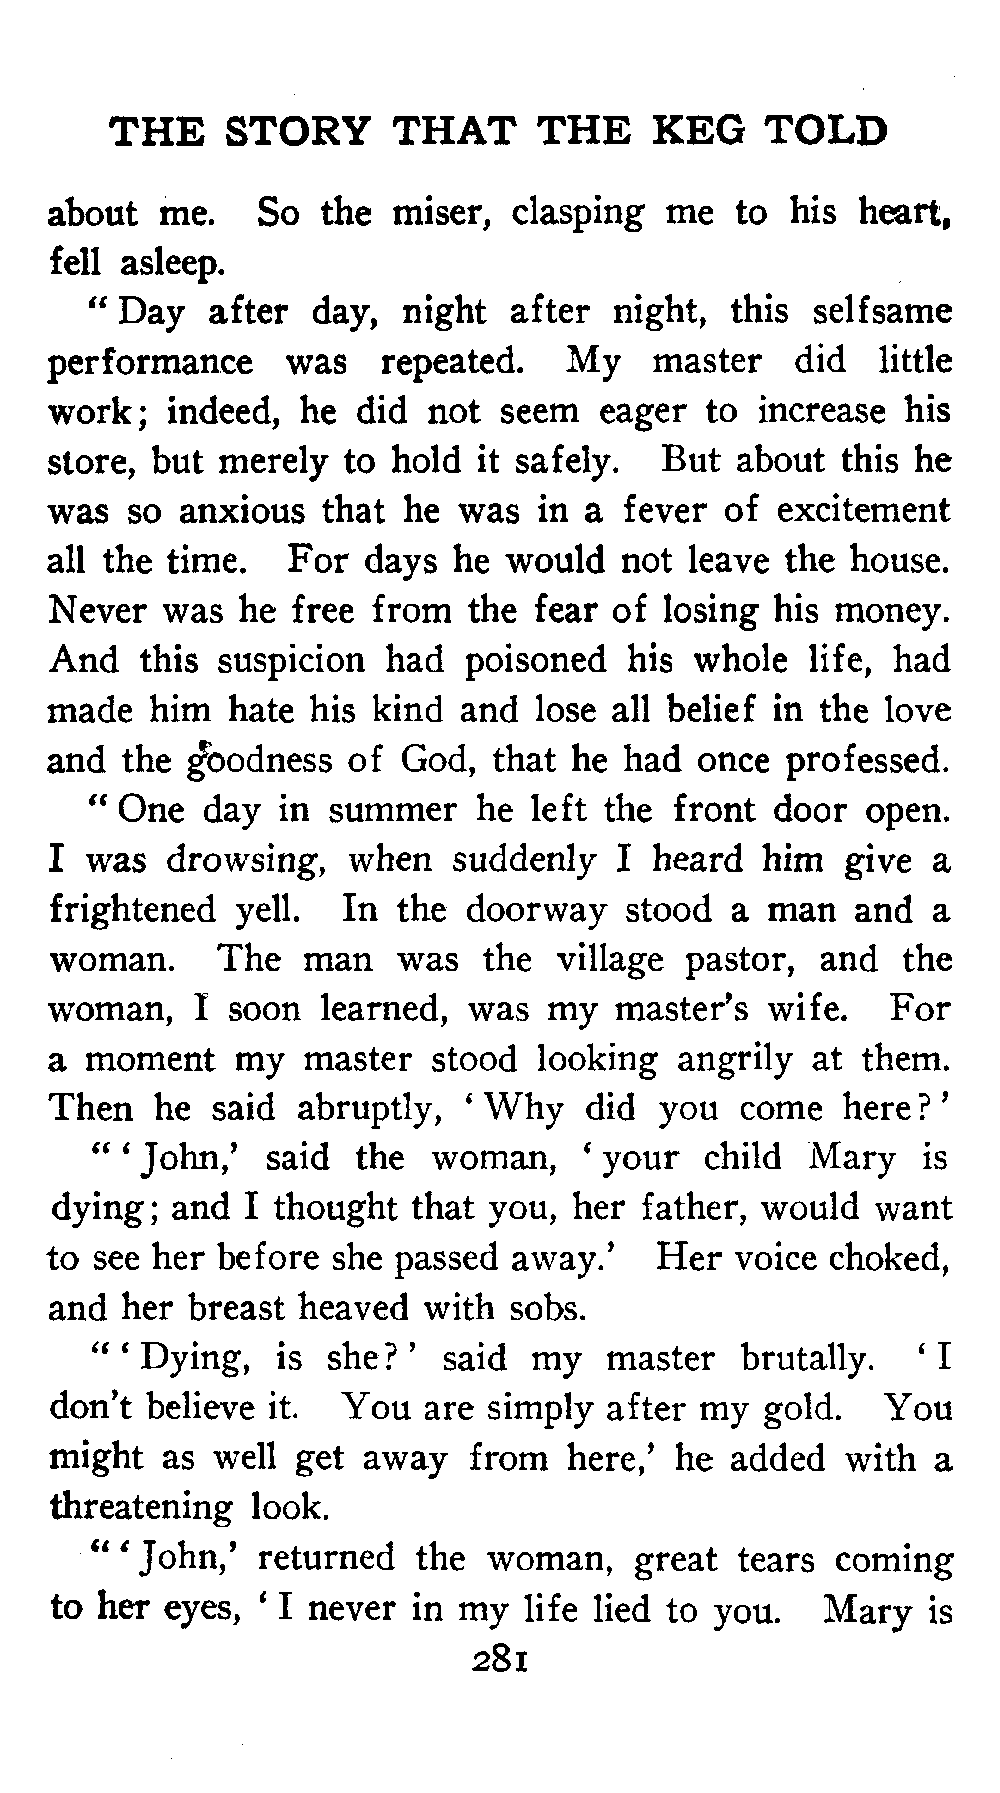 THE STORY THAT THE KEG TOLD
about me. So the miser, clasping me to his heart,
fell asleep.
“ Day after day, night after night, this selfsame
performance was repeated. My master did little
work; indeed, he did not seem eager to increase his
store, but merely to hold it safely. But about this he
was so anxious that he was in a fever of excitement
all the time. For days he would not leave the house.
Never was he free from the fear of losing his money.
And this suspicion had poisoned his whole life, had
made him hate his kind and lose all belief in the love
and the goodness of God, that he had once professed.
“ One day in summer he left the front door open.
I was drowsing, when suddenly I heard him give a
frightened yell. In the doorway stood a man and a
woman. The man was the village pastor, and the
woman, I soon learned, was my master's wife. For
a moment my master stood looking angrily at them.
Then he said abruptly, ‘ Why did you come here? ’
“ ‘ John,’ said the woman, ‘ your child Mary is
dying; and I thought that you, her father, would want
to see her before she passed away.’ Her voice choked,
and her breast heaved with sobs.
“ ‘ Dying, is she? ’ said my master brutally. ‘ I
don't believe it. You are simply after my gold. You
might as well get away from here,’ he added with a
threatening look.
“ ‘ John,’ returned the woman, great tears coming
to her eyes, ‘ I never in my life lied to you. Mary is
281